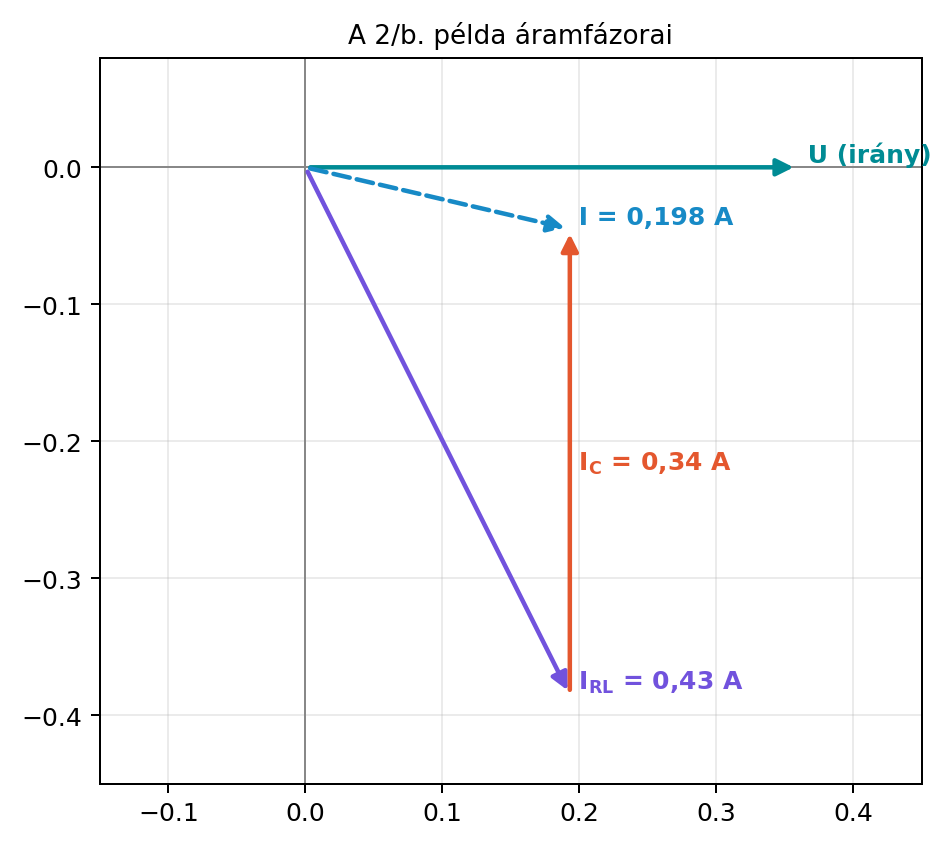 A 2/b. példa áramfázorai
U (irány)
I = 0,198 A
I_C = 0,34 A
I_RL = 0,43 A
0.0
−0.1
−0.2
−0.3
−0.4
−0.1 0.0 0.1 0.2 0.3 0.4